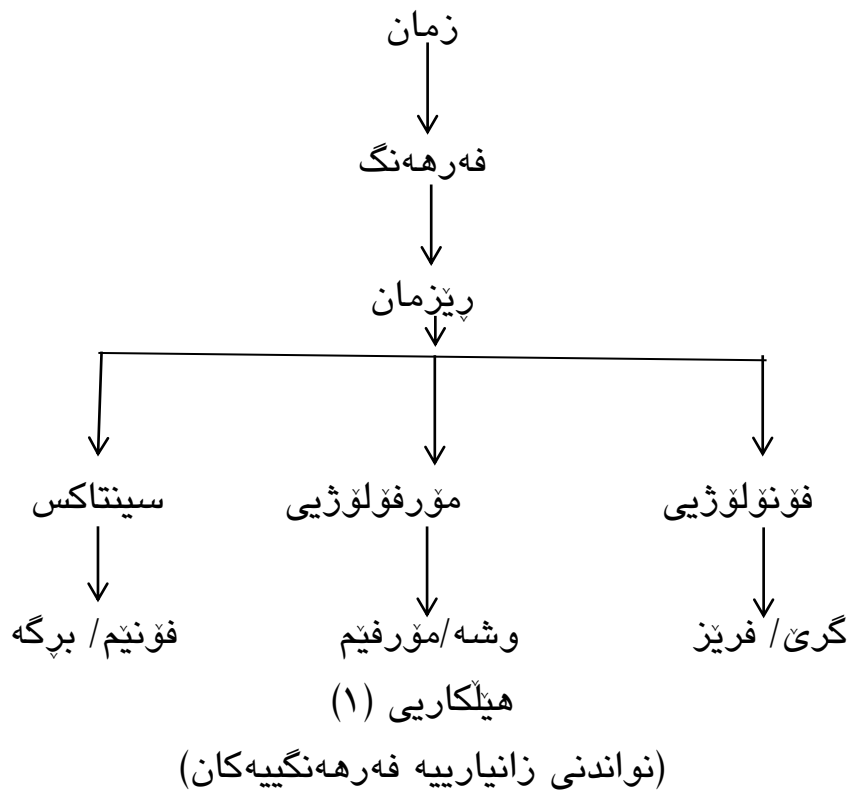 زمان
فەرهەنگ
ڕێزمان
فۆنۆلۆژیی مۆرفۆلۆژیی سینتاکس
گرێ/ فرێز وشە/مۆرفێم فۆنێم/ بڕگە
هێڵکاریی (١)
(نواندنی زانیارییە فەرهەنگییەکان)